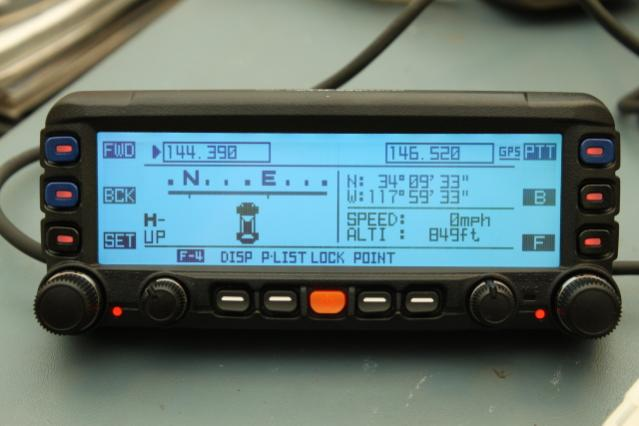 FWD 144.390 146.520 GPS PTT
. N . . . E . . .
N: 34°09'33"
W:117°59'33"
BCK B
H-
UP
SPEED: 0mph
ALTI : 849ft
SET F
F-4 DISP P-LIST LOCK POINT